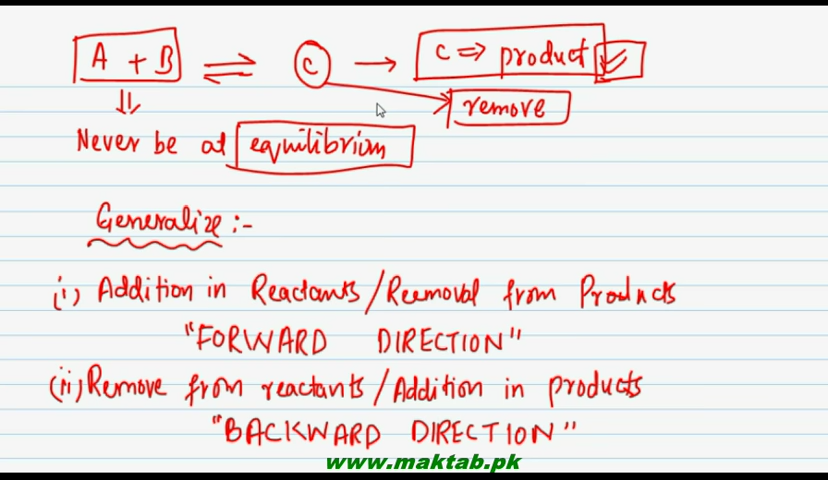 A + B ⇌ C → C ⇒ product
⇓ remove
Never be at equilibrium
Generalize :-
(i) Addition in Reactants / Reemoval from Products
"FORWARD DIRECTION"
(ii) Remove from reactants / Addition in products
"BACKWARD DIRECTION"
www.maktab.pk